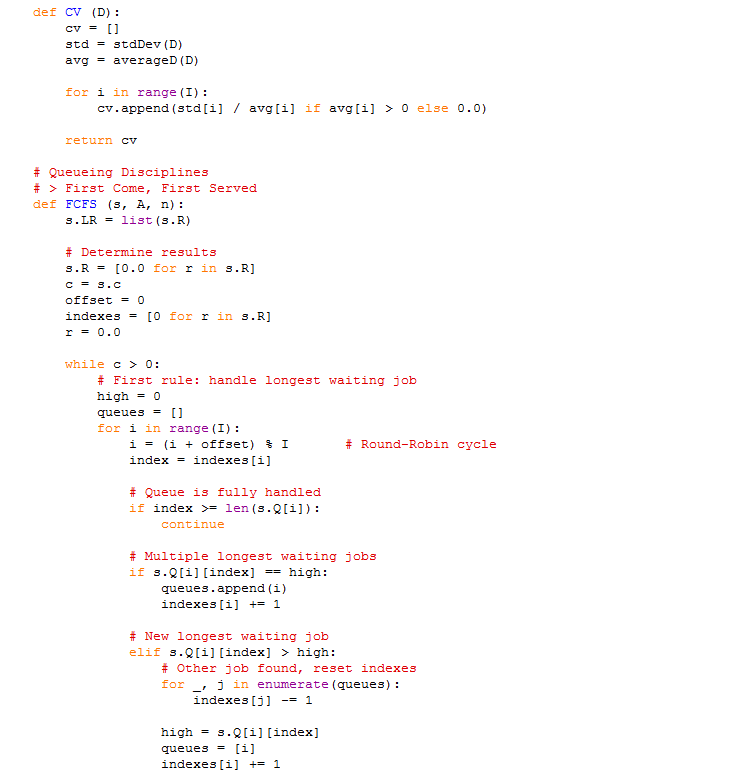 def CV (D):
    cv = []
    std = stdDev(D)
    avg = averageD(D)

    for i in range(I):
        cv.append(std[i] / avg[i] if avg[i] > 0 else 0.0)

    return cv

# Queueing Disciplines
# > First Come, First Served
def FCFS (s, A, n):
    s.LR = list(s.R)

    # Determine results
    s.R = [0.0 for r in s.R]
    c = s.c
    offset = 0
    indexes = [0 for r in s.R]
    r = 0.0

    while c > 0:
        # First rule: handle longest waiting job
        high = 0
        queues = []
        for i in range(I):
            i = (i + offset) % I       # Round-Robin cycle
            index = indexes[i]

            # Queue is fully handled
            if index >= len(s.Q[i]):
                continue

            # Multiple longest waiting jobs
            if s.Q[i][index] == high:
                queues.append(i)
                indexes[i] += 1

            # New longest waiting job
            elif s.Q[i][index] > high:
                # Other job found, reset indexes
                for _, j in enumerate(queues):
                    indexes[j] -= 1

                high = s.Q[i][index]
                queues = [i]
                indexes[i] += 1